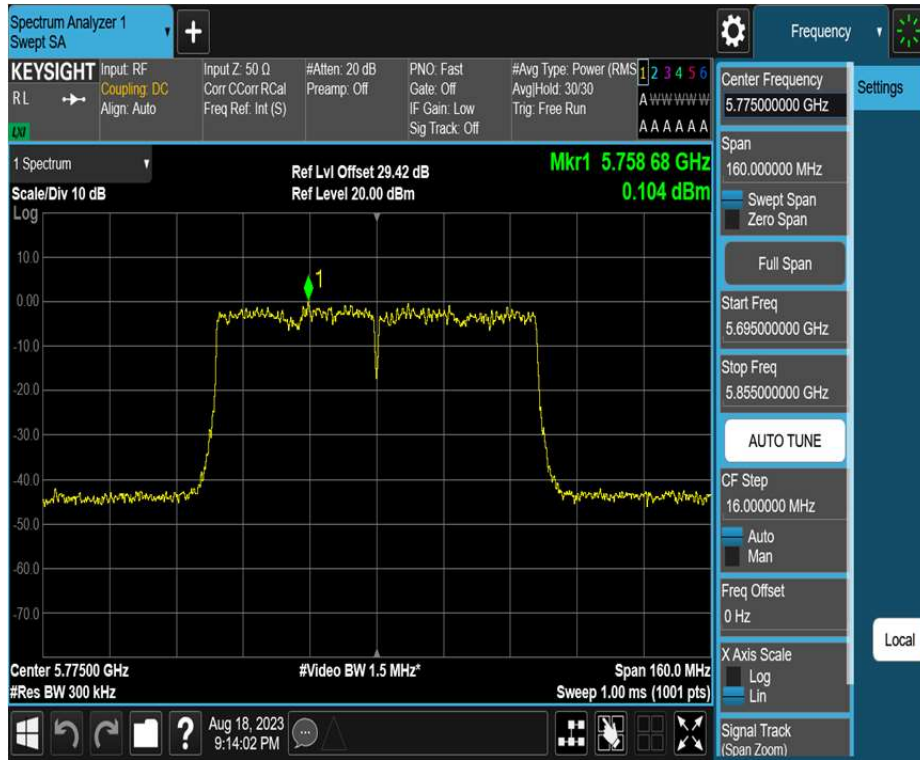 Spectrum Analyzer 1
Swept SA
+
Frequency
KEYSIGHT
R L
LXI
Input: RF
Coupling: DC
Align: Auto
Input Z: 50 Ω
Corr CCorr RCal
Freq Ref: Int (S)
#Atten: 20 dB
Preamp: Off
PNO: Fast
Gate: Off
IF Gain: Low
Sig Track: Off
#Avg Type: Power (RMS
Avg|Hold: 30/30
Trig: Free Run
1 2 3 4 5 6
A W W W W W
A A A A A A
1 Spectrum
Scale/Div 10 dB
Log
Ref Lvl Offset 29.42 dB
Ref Level 20.00 dBm
Mkr1 5.758 68 GHz
0.104 dBm
1
10.0
0.00
-10.0
-20.0
-30.0
-40.0
-50.0
-60.0
-70.0
Center 5.77500 GHz
#Res BW 300 kHz
#Video BW 1.5 MHz*
Span 160.0 MHz
Sweep 1.00 ms (1001 pts)
?
Aug 18, 2023
9:14:02 PM
Center Frequency
5.775000000 GHz
Span
160.000000 MHz
Swept Span
Zero Span
Full Span
Start Freq
5.695000000 GHz
Stop Freq
5.855000000 GHz
AUTO TUNE
CF Step
16.000000 MHz
Auto
Man
Freq Offset
0 Hz
X Axis Scale
Log
Lin
Signal Track
(Span Zoom)
Settings
Local